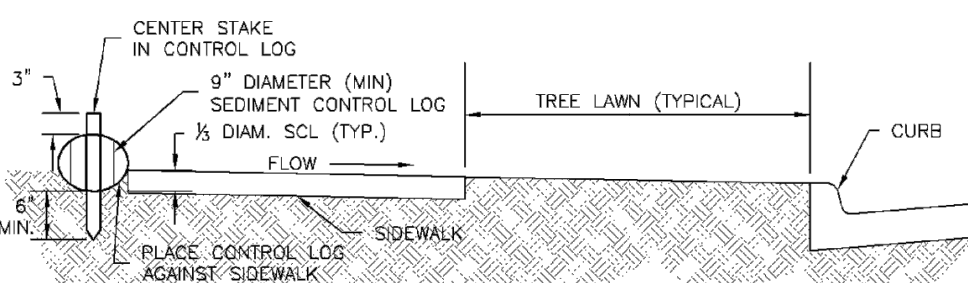 CENTER STAKE
IN CONTROL LOG
3"
9" DIAMETER (MIN)
SEDIMENT CONTROL LOG
⅓ DIAM. SCL (TYP.)
FLOW
TREE LAWN (TYPICAL)
CURB
6"
MIN.
SIDEWALK
PLACE CONTROL LOG
AGAINST SIDEWALK